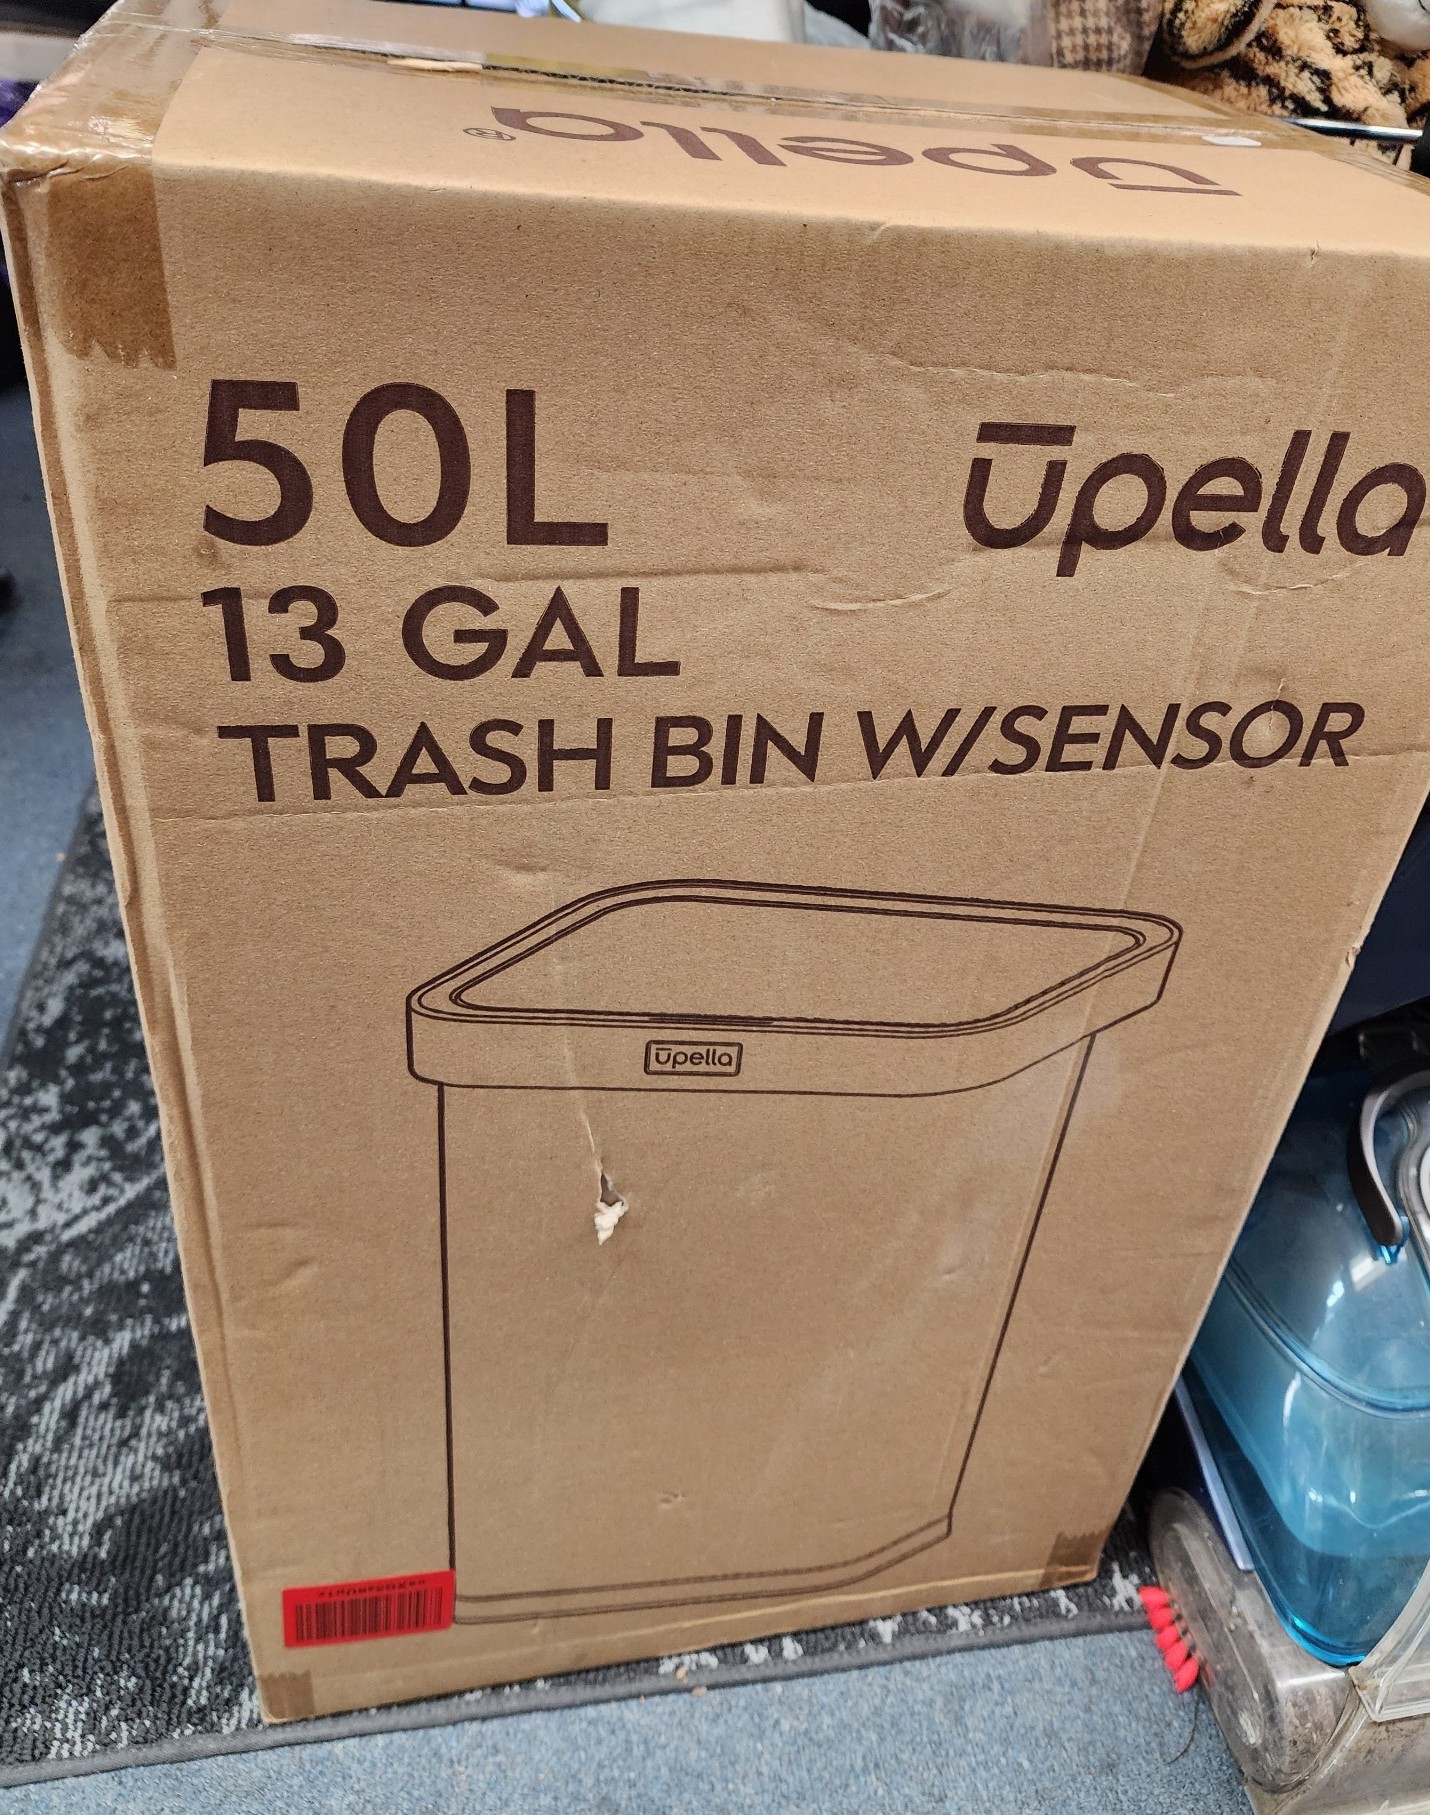 ūpella®
50L
ūpella
13 GAL
TRASH BIN W/SENSOR
ūpella